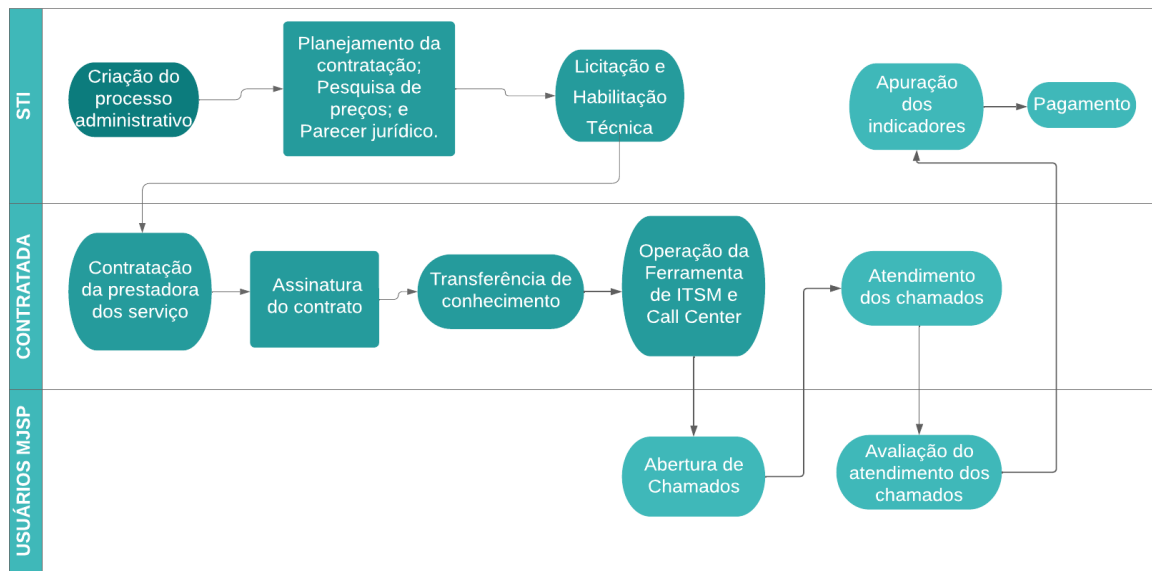 STI
Criação do
processo
administrativo
Planejamento da
contratação;
Pesquisa de
preços; e
Parecer jurídico.
Licitação e
Habilitação
Técnica
Apuração
dos
indicadores
Pagamento
CONTRATADA
Contratação
da prestadora
dos serviço
Assinatura
do contrato
Transferência de
conhecimento
Operação da
Ferramenta
de ITSM e
Call Center
Atendimento
dos chamados
USUÁRIOS MJSP
Abertura de
Chamados
Avaliação do
atendimento dos
chamados